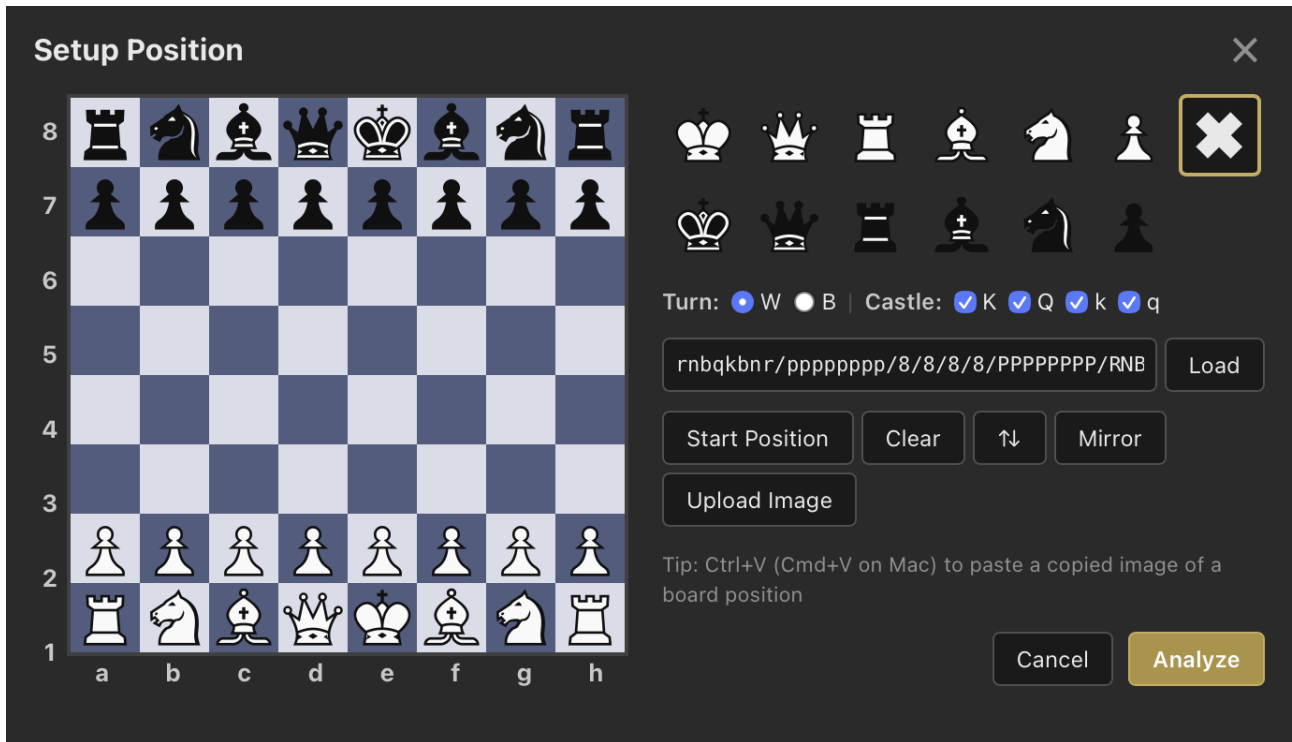 Setup Position
8
7
6
5
4
3
2
1
a b c d e f g h
Turn: W B | Castle: K Q k q
rnbqkbnr/pppppppp/8/8/8/8/PPPPPPPP/RNB
Load
Start Position
Clear
Mirror
Upload Image
Tip: Ctrl+V (Cmd+V on Mac) to paste a copied image of a
board position
Cancel
Analyze